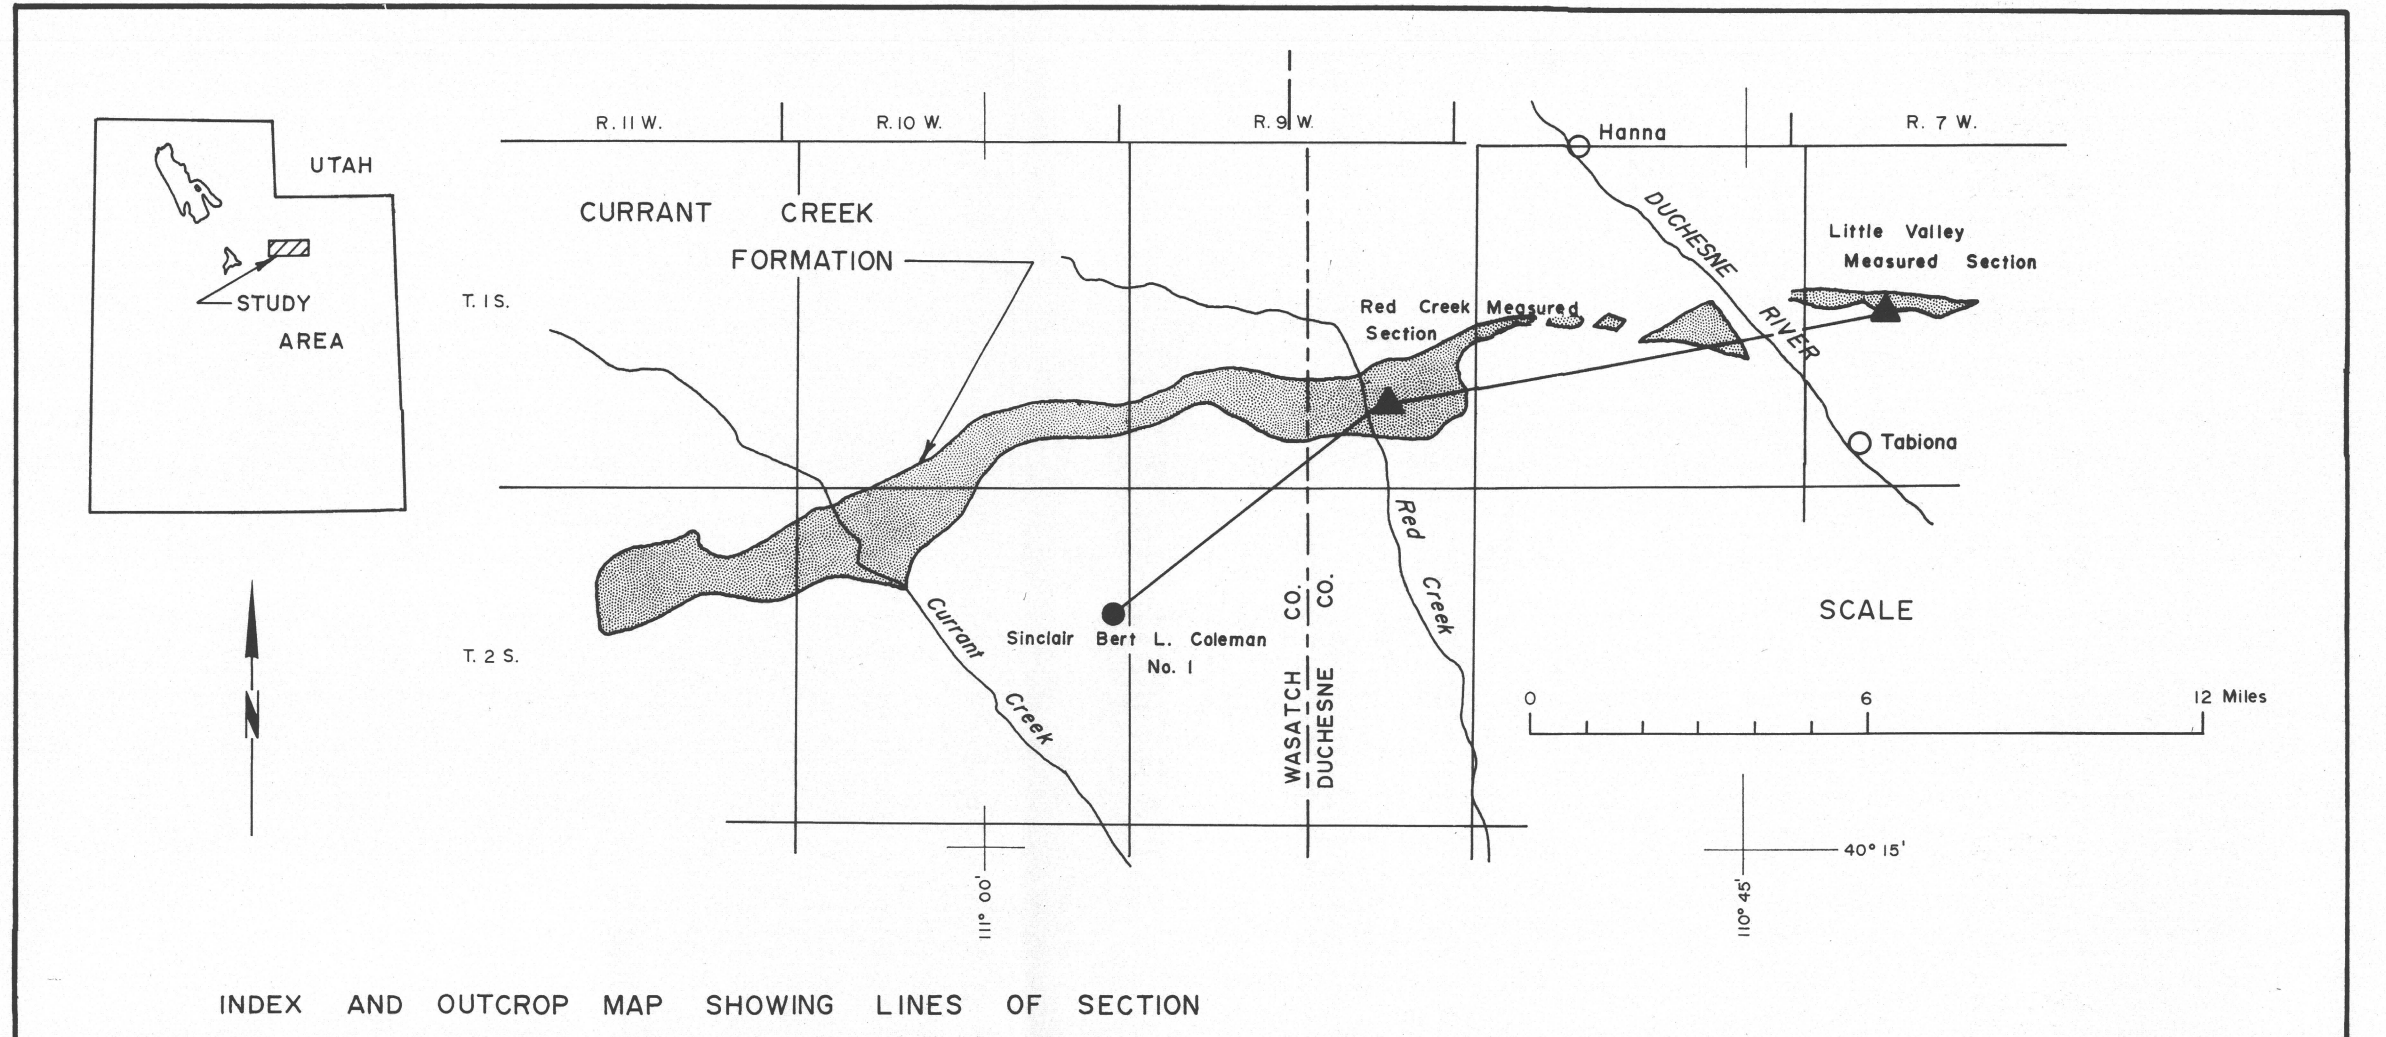 R. 11 W.
R. 10 W.
R. 9 W.
R. 7 W.
Hanna
UTAH
CURRANT CREEK
FORMATION
DUCHESNE
RIVER
Little Valley
Measured Section
T. 1 S.
STUDY
AREA
Red Creek Measured
Section
Tabiona
Red
Creek
Currant
Creek
Sinclair Bert L. Coleman
No. 1
WASATCH CO.
DUCHESNE CO.
T. 2 S.
N
SCALE
0 6 12 Miles
40° 15'
111° 00'
110° 45'
INDEX AND OUTCROP MAP SHOWING LINES OF SECTION